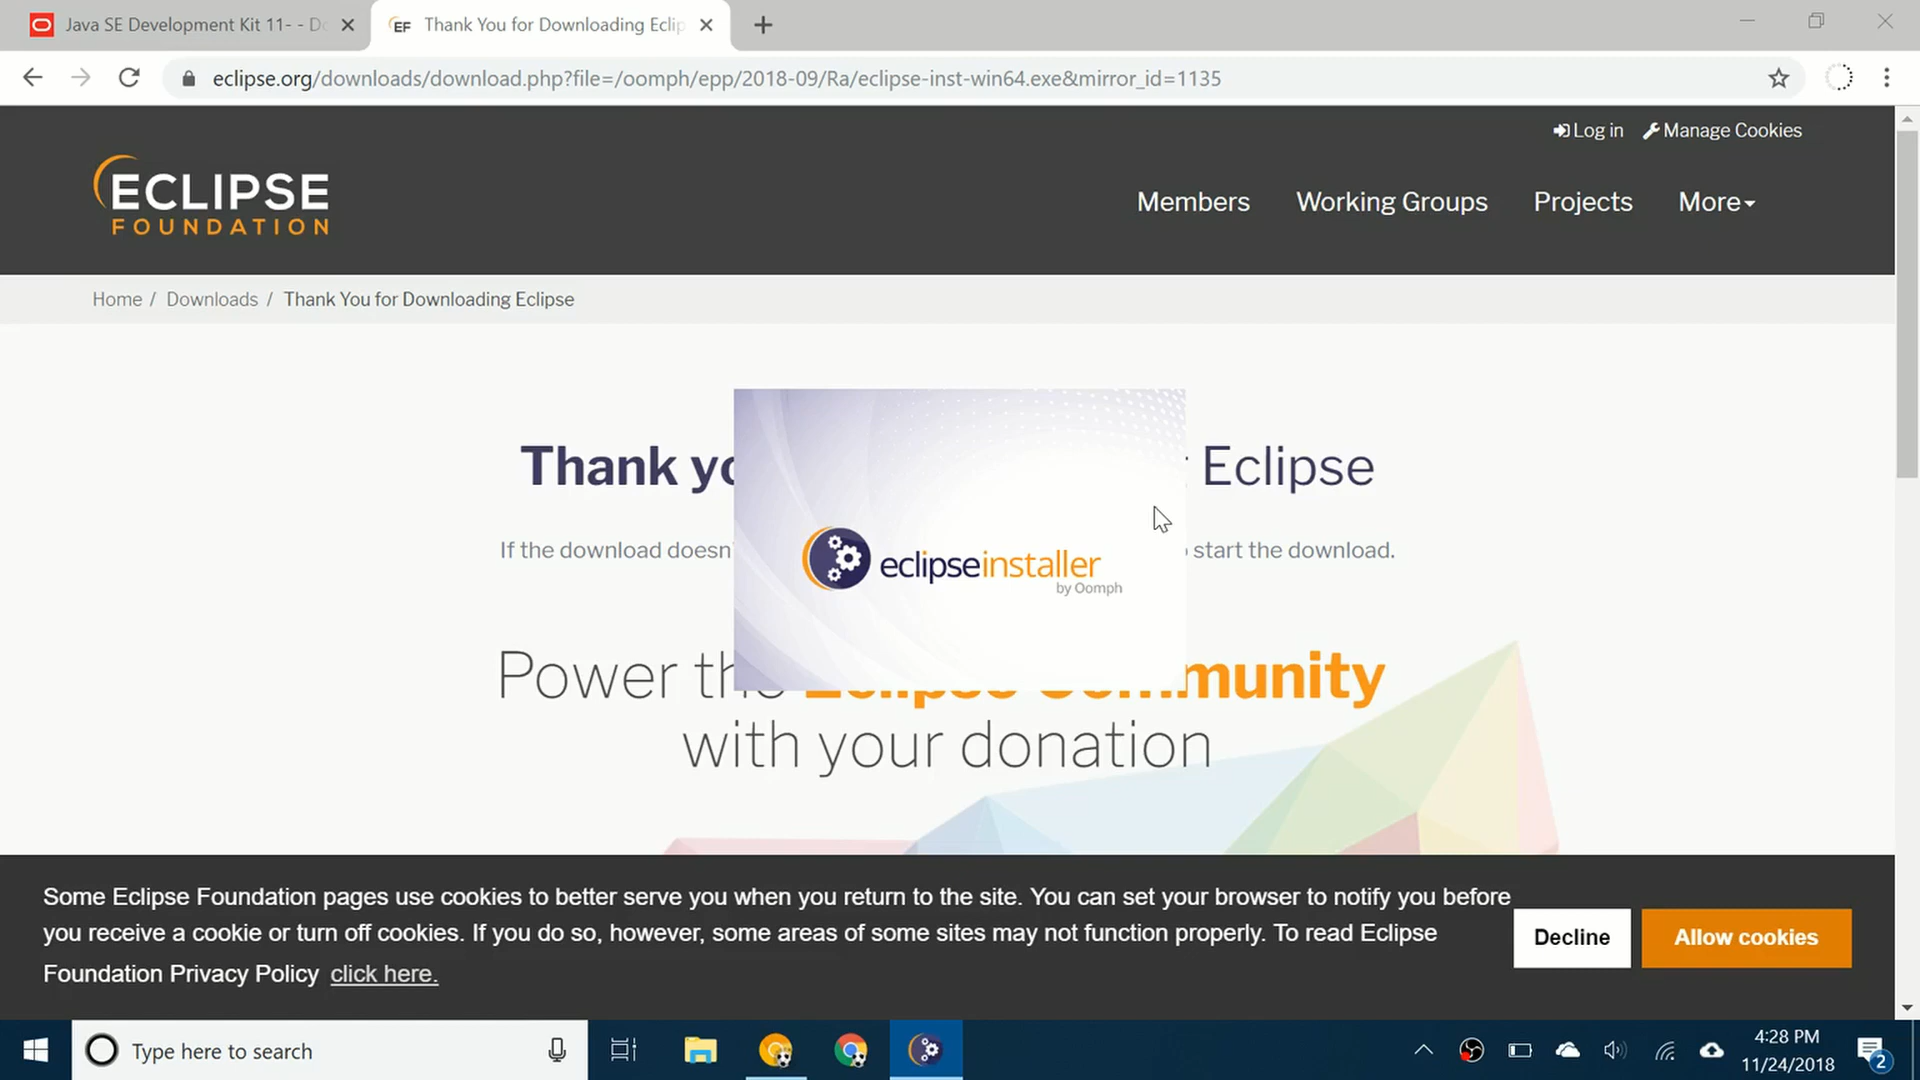 Java SE Development Kit 11- - Do
EF Thank You for Downloading Eclip
eclipse.org/downloads/download.php?file=/oomph/epp/2018-09/Ra/eclipse-inst-win64.exe&mirror_id=1135
Log in Manage Cookies
ECLIPSE
FOUNDATION
Members Working Groups Projects More
Home / Downloads / Thank You for Downloading Eclipse
Thank yo Eclipse
If the download doesn' start the download.
eclipseinstaller
by Oomph
Power the Eclipse Community
with your donation
Some Eclipse Foundation pages use cookies to better serve you when you return to the site. You can set your browser to notify you before
you receive a cookie or turn off cookies. If you do so, however, some areas of some sites may not function properly. To read Eclipse
Foundation Privacy Policy click here.
Decline Allow cookies
Type here to search
4:28 PM
11/24/2018
2